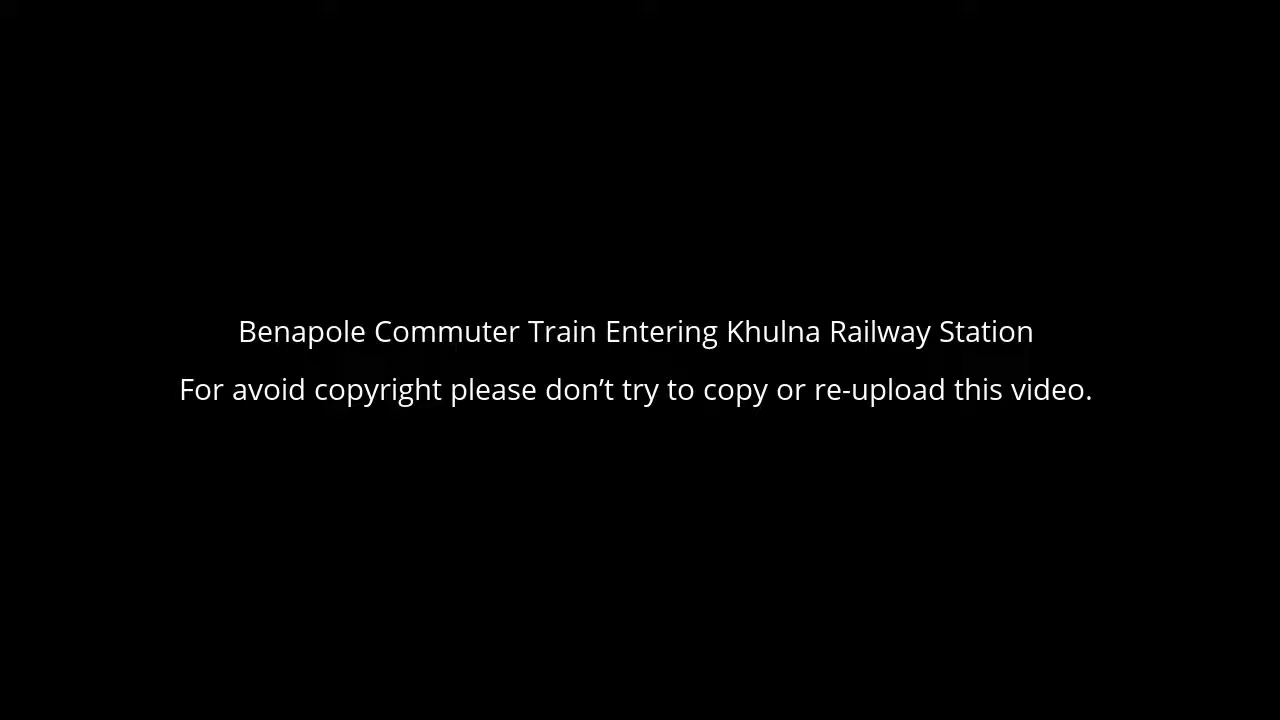 Benapole Commuter Train Entering Khulna Railway Station
For avoid copyright please don’t try to copy or re-upload this video.